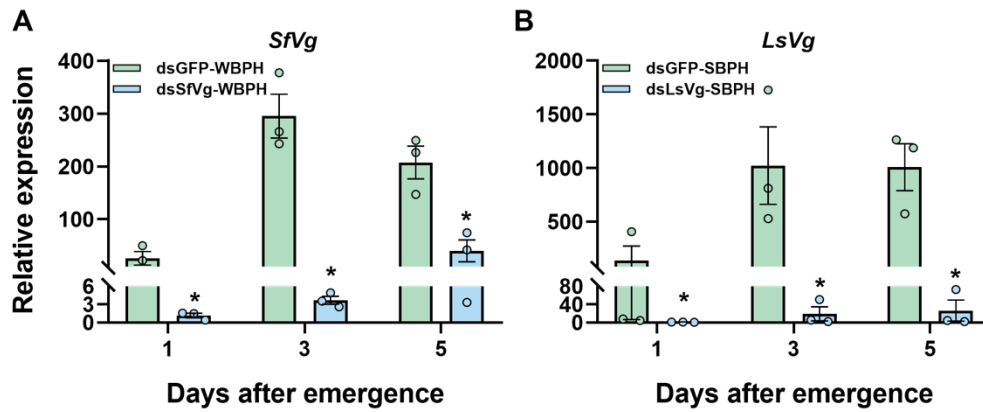 A
SfVg
dsGFP-WBPH
dsSfVg-WBPH
Relative expression
400
300
200
100
6
3
0
*
*
*
1
3
5
Days after emergence
B
LsVg
dsGFP-SBPH
dsLsVg-SBPH
2000
1500
1000
500
80
40
0
*
*
*
1
3
5
Days after emergence